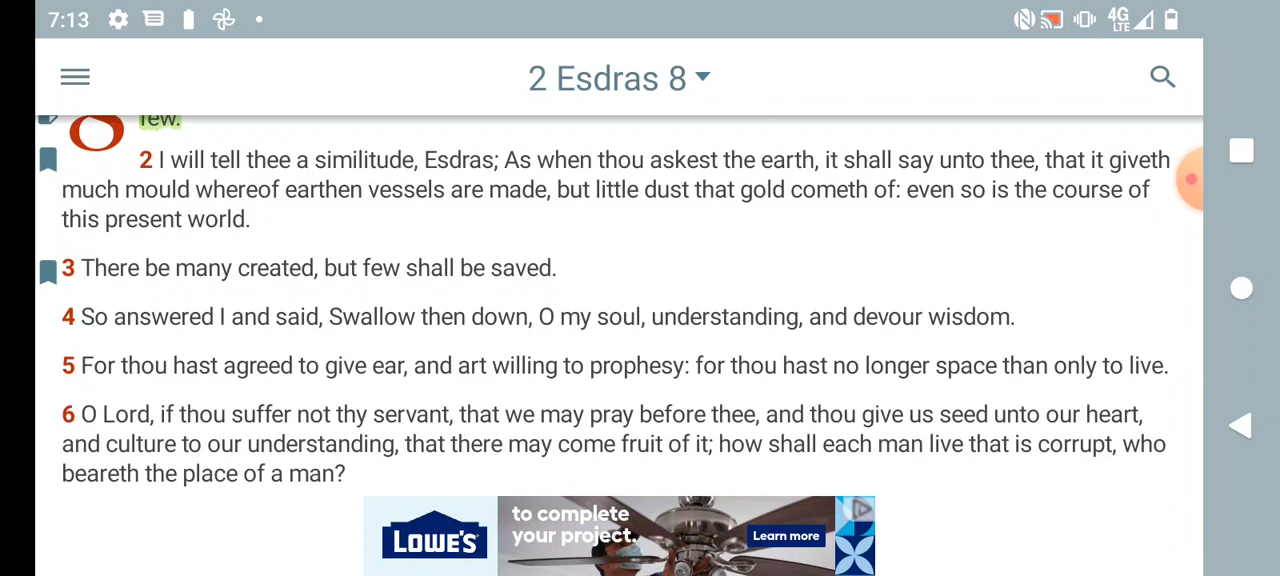 7:13
4G
LTE
2 Esdras 8
8 few.
2 I will tell thee a similitude, Esdras; As when thou askest the earth, it shall say unto thee, that it giveth
much mould whereof earthen vessels are made, but little dust that gold cometh of: even so is the course of
this present world.
3 There be many created, but few shall be saved.
4 So answered I and said, Swallow then down, O my soul, understanding, and devour wisdom.
5 For thou hast agreed to give ear, and art willing to prophesy: for thou hast no longer space than only to live.
6 O Lord, if thou suffer not thy servant, that we may pray before thee, and thou give us seed unto our heart,
and culture to our understanding, that there may come fruit of it; how shall each man live that is corrupt, who
beareth the place of a man?
LOWE'S
to complete
your project.
Learn more